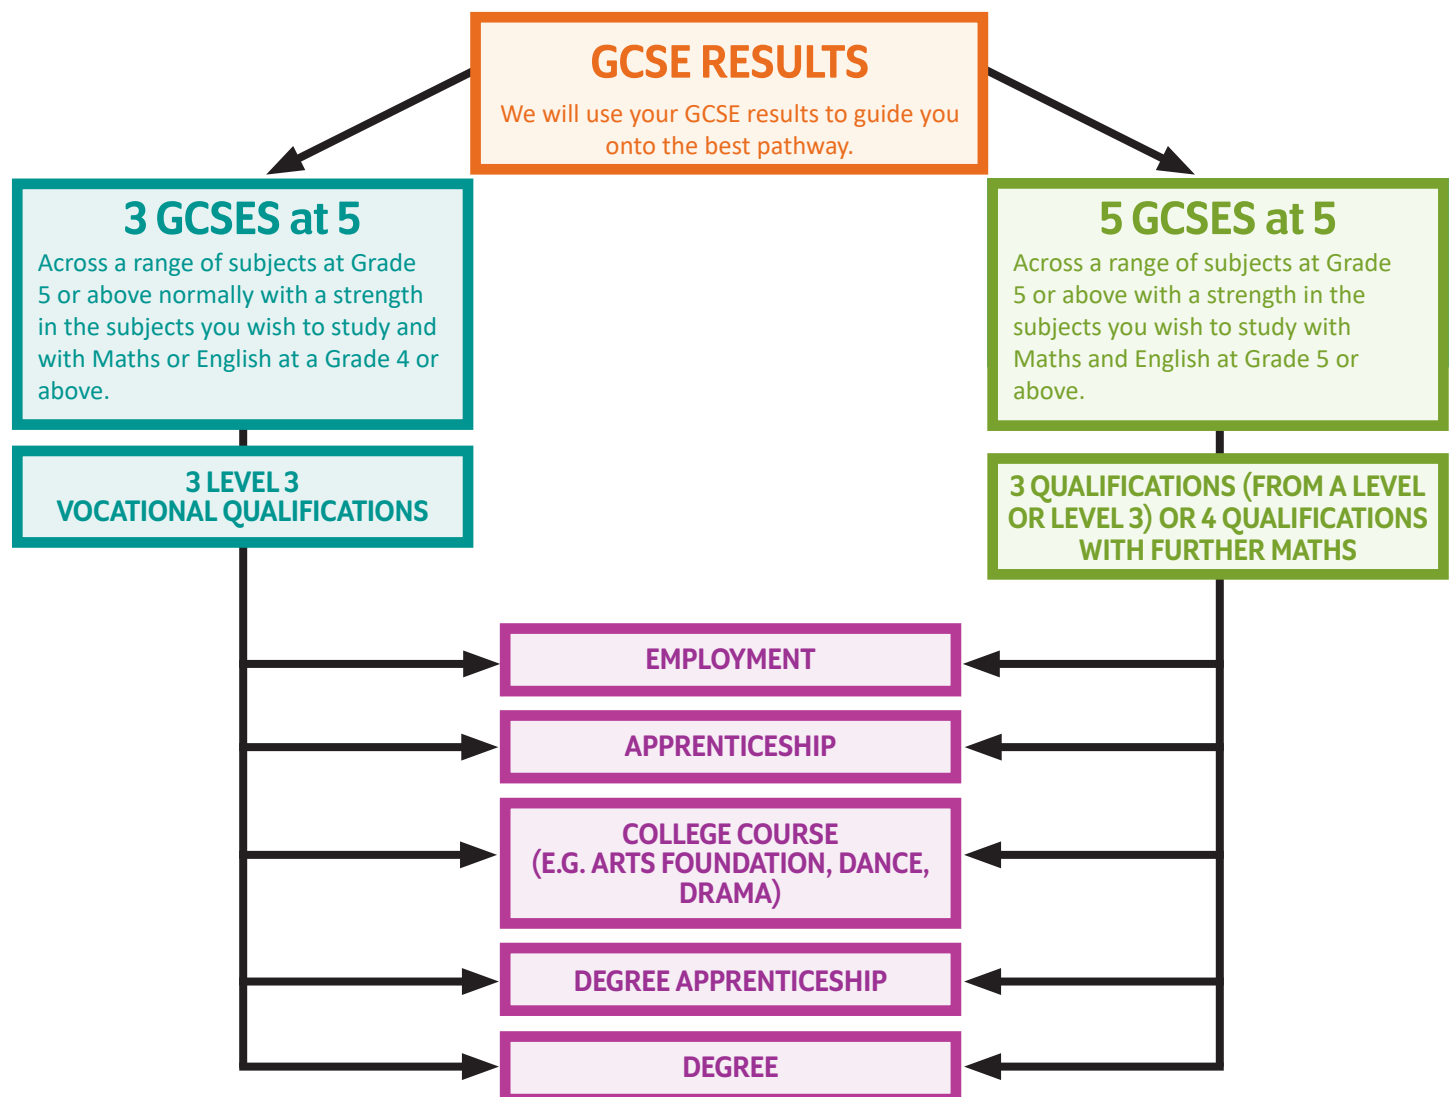 GCSE RESULTS
We will use your GCSE results to guide you
onto the best pathway.
3 GCSES at 5
Across a range of subjects at Grade
5 or above normally with a strength
in the subjects you wish to study and
with Maths or English at a Grade 4 or
above.
5 GCSES at 5
Across a range of subjects at Grade
5 or above with a strength in the
subjects you wish to study with
Maths and English at Grade 5 or
above.
3 LEVEL 3
VOCATIONAL QUALIFICATIONS
3 QUALIFICATIONS (FROM A LEVEL
OR LEVEL 3) OR 4 QUALIFICATIONS
WITH FURTHER MATHS
EMPLOYMENT
APPRENTICESHIP
COLLEGE COURSE
(E.G. ARTS FOUNDATION, DANCE,
DRAMA)
DEGREE APPRENTICESHIP
DEGREE